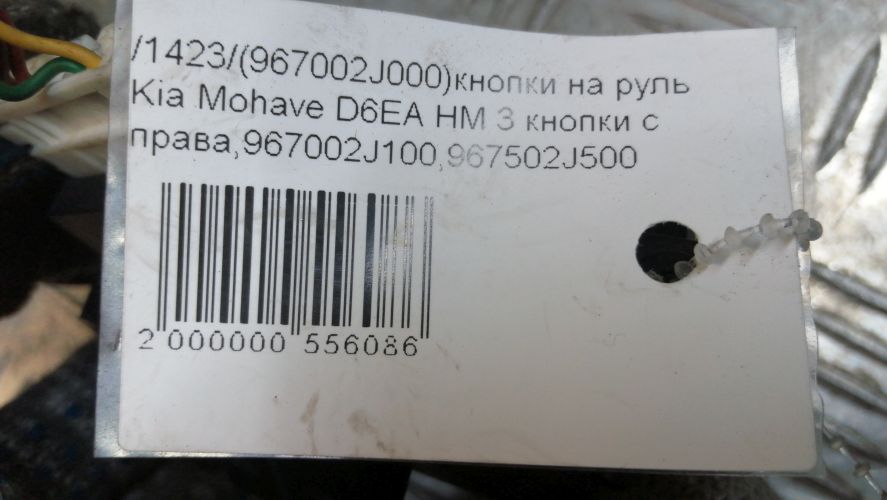 /1423/(967002J000)кнопки на руль
Kia Mohave D6EA HM 3 кнопки с
права,967002J100,967502J500
2 000000 556086